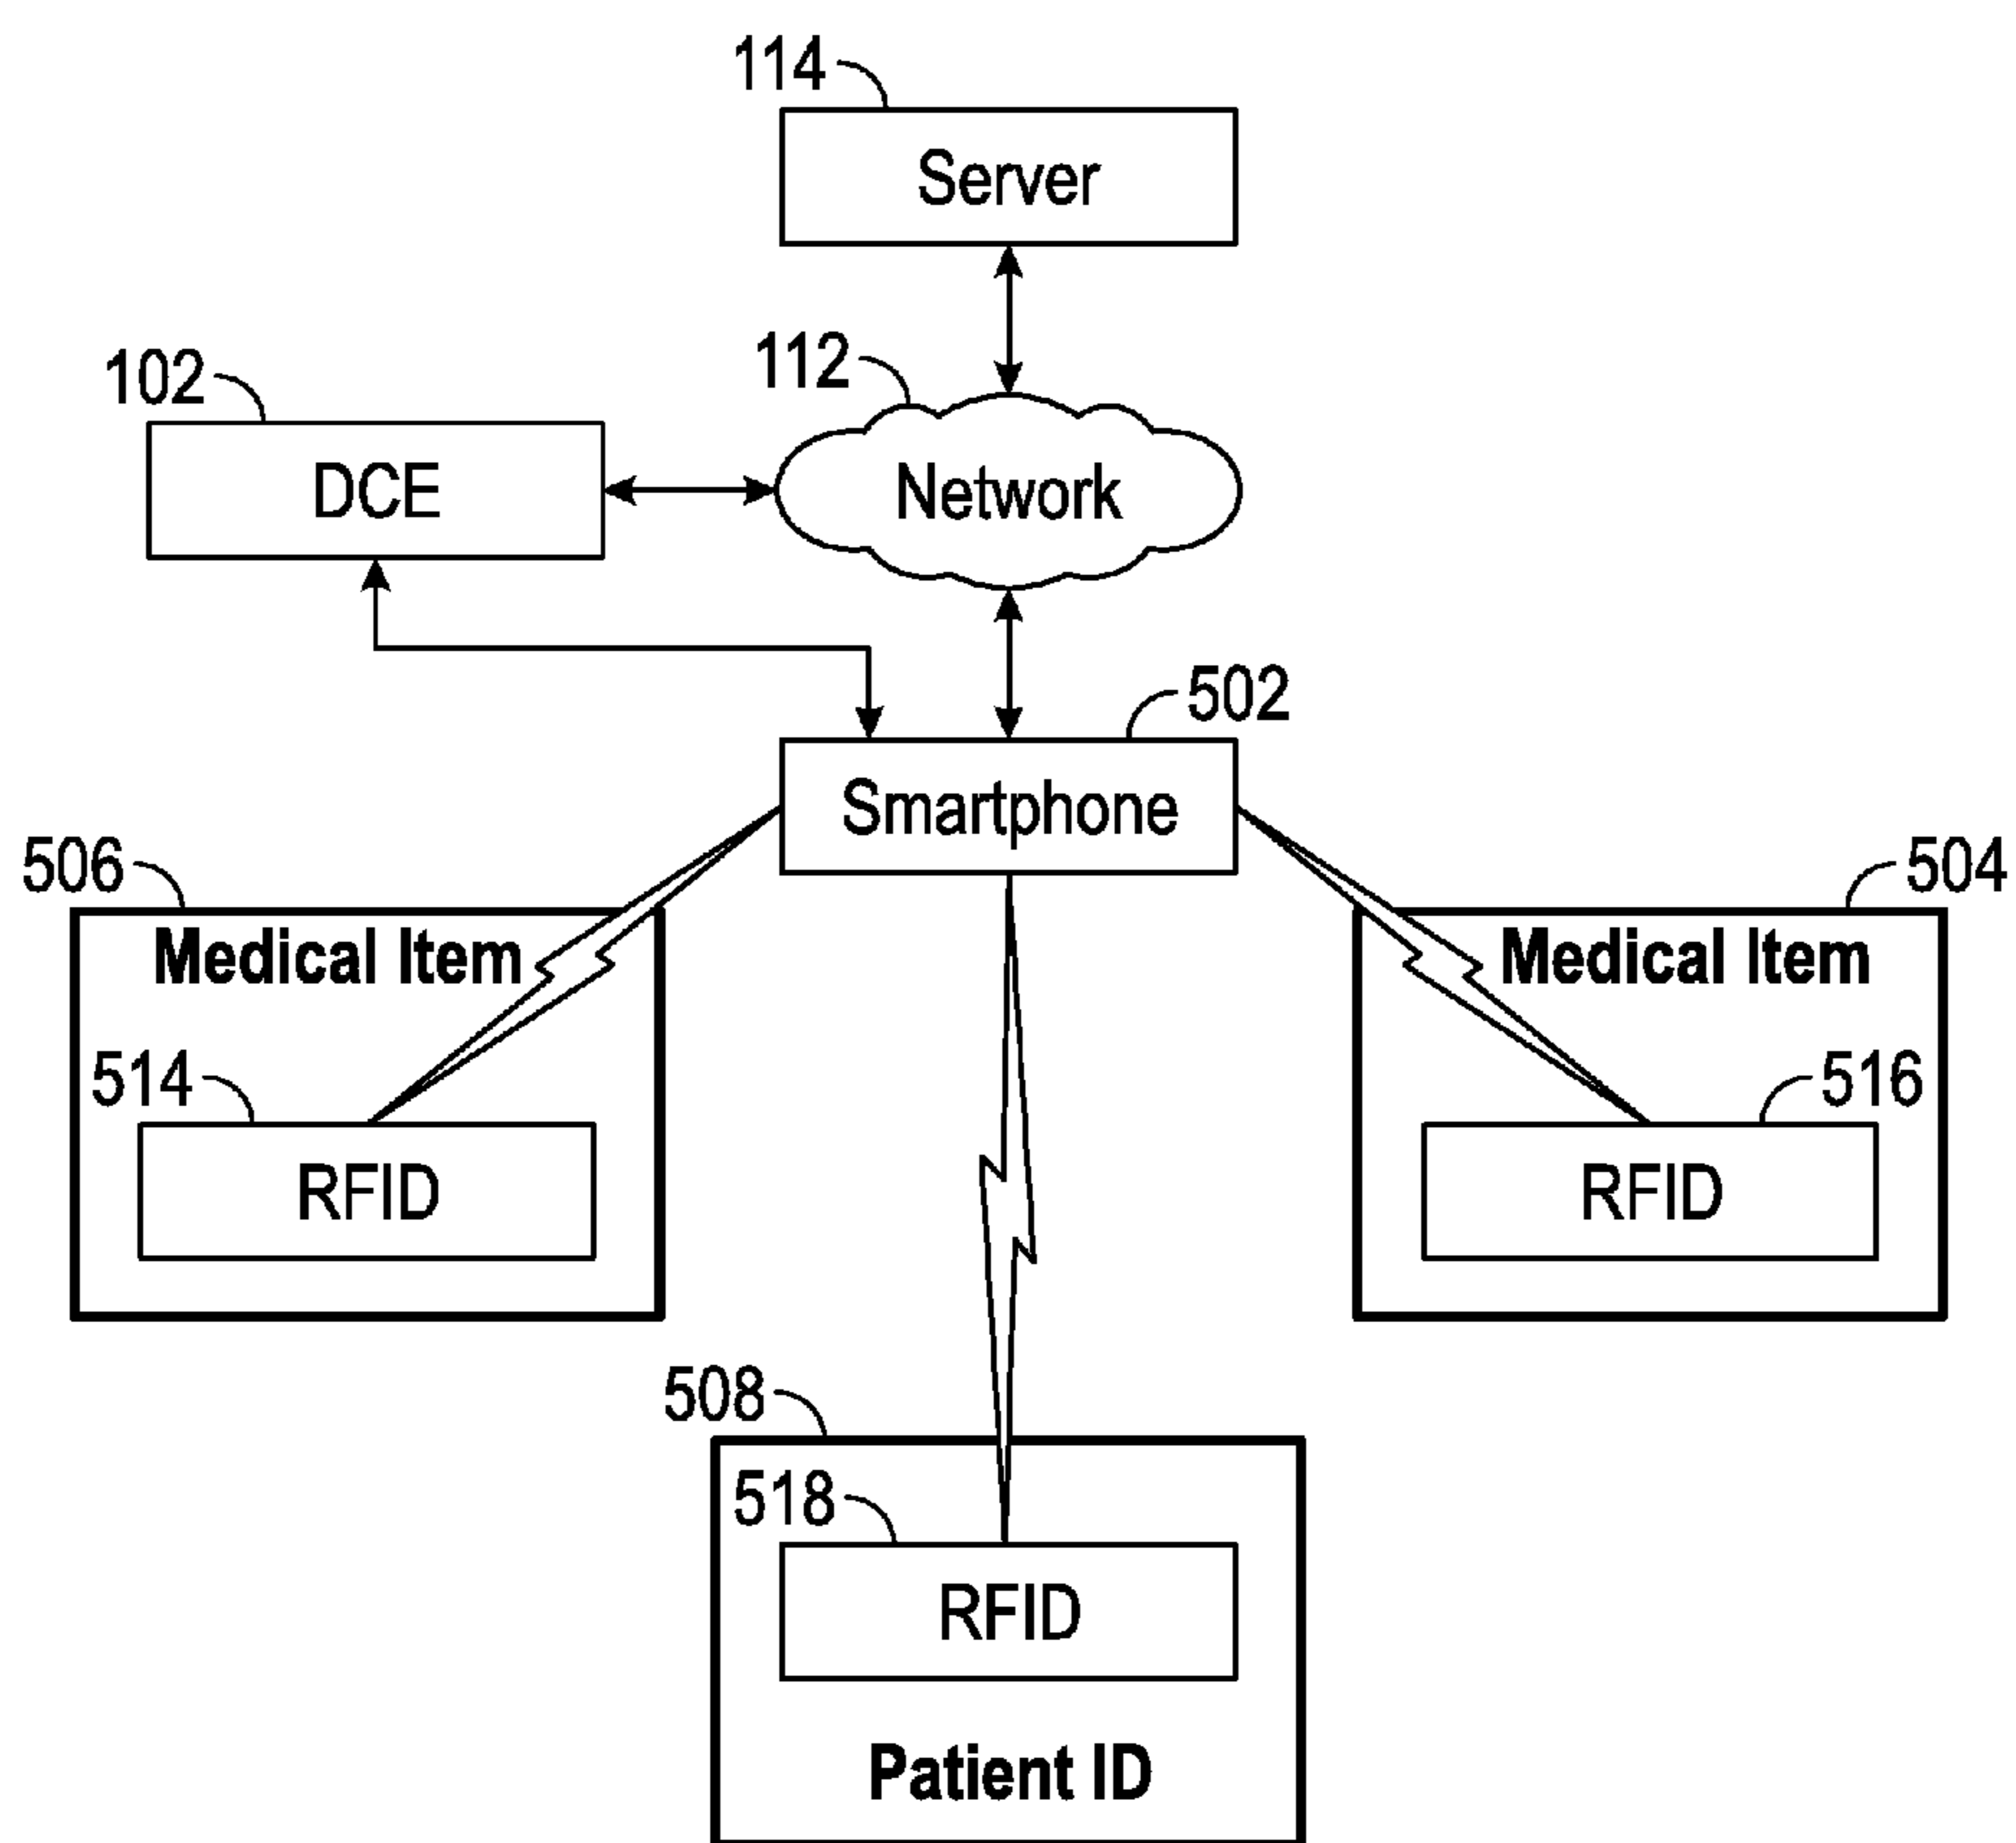 114
Server
112
102
DCE
Network
502
Smartphone
506
504
Medical Item
Medical Item
514
516
RFID
RFID
508
518
RFID
Patient ID